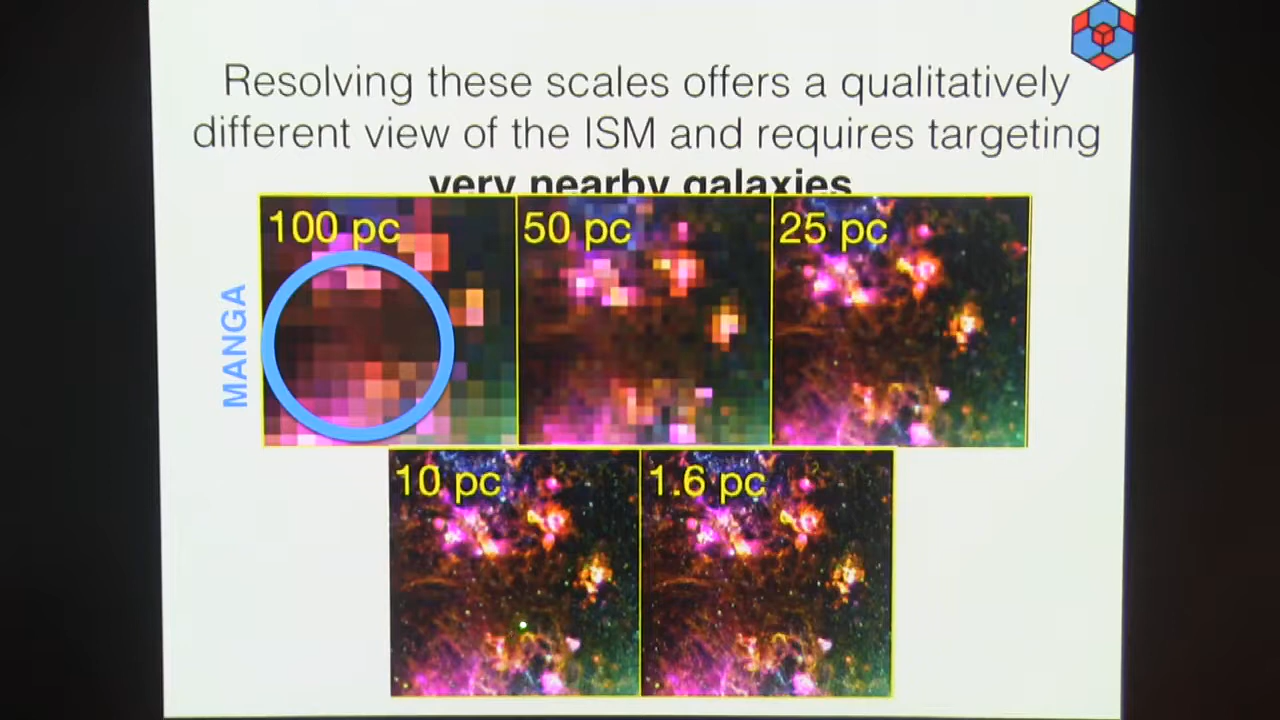 Resolving these scales offers a qualitatively
different view of the ISM and requires targeting
very nearby galaxies
100 pc
50 pc
25 pc
MANGA
10 pc
1.6 pc